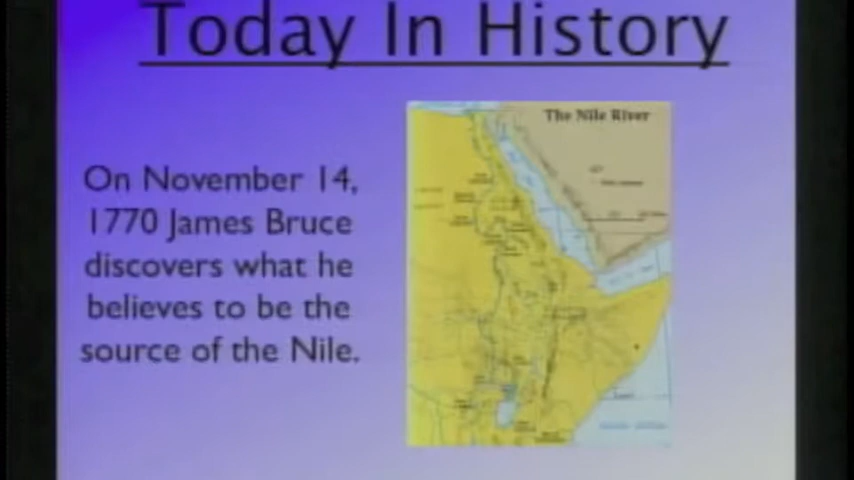 Today In History
The Nile River
On November 14,
1770 James Bruce
discovers what he
believes to be the
source of the Nile.